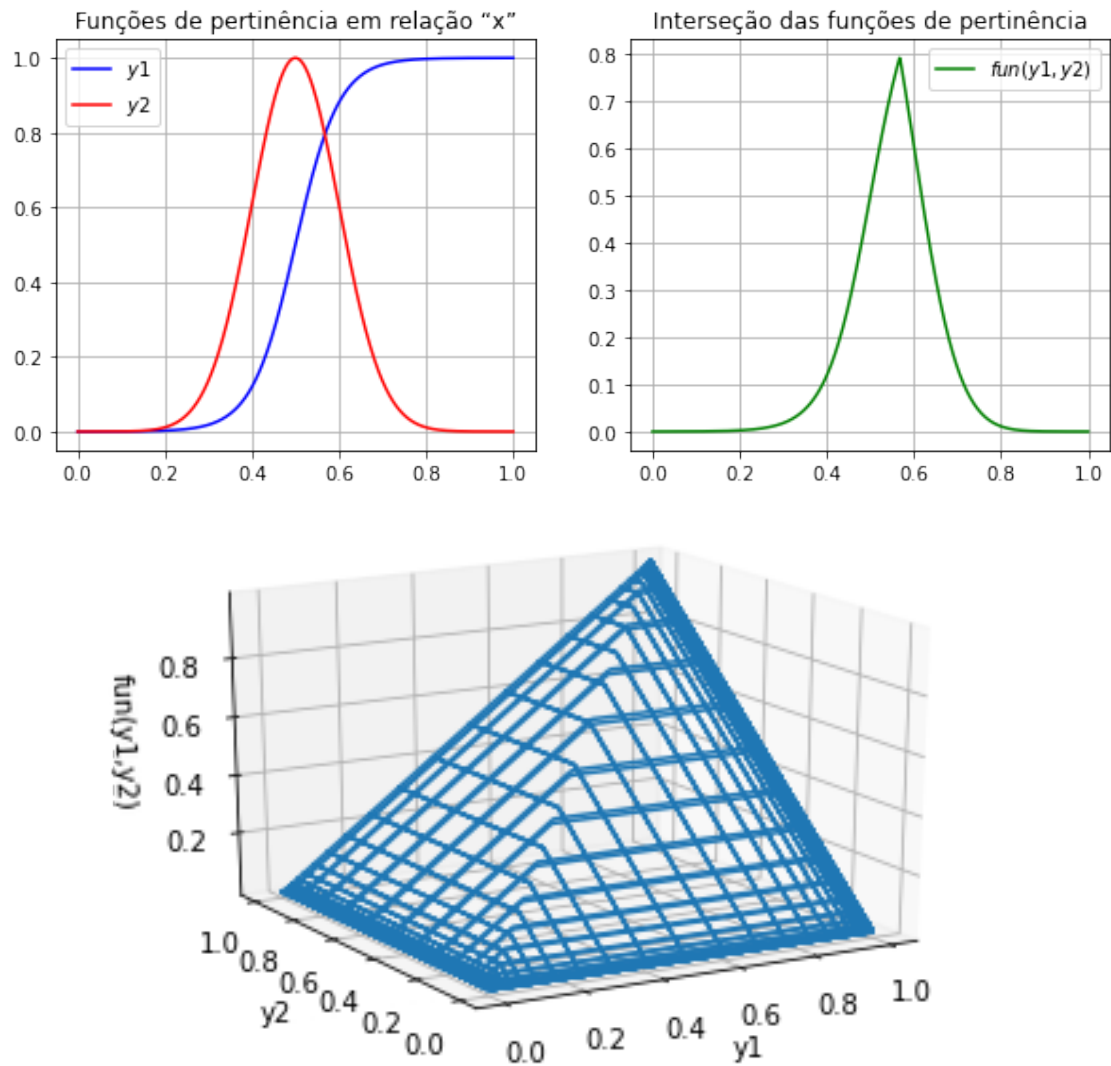 Funções de pertinência em relação “x”
1.0
0.8
0.6
0.4
0.2
0.0
y1
y2
0.0 0.2 0.4 0.6 0.8 1.0
Interseção das funções de pertinência
0.8
0.7
0.6
0.5
0.4
0.3
0.2
0.1
0.0
fun(y1, y2)
0.0 0.2 0.4 0.6 0.8 1.0
fun(y1,y2)
0.8
0.6
0.4
0.2
1.0 0.8 0.6 0.4 0.2 0.0
y2
0.0 0.2 0.4 0.6 0.8 1.0
y1